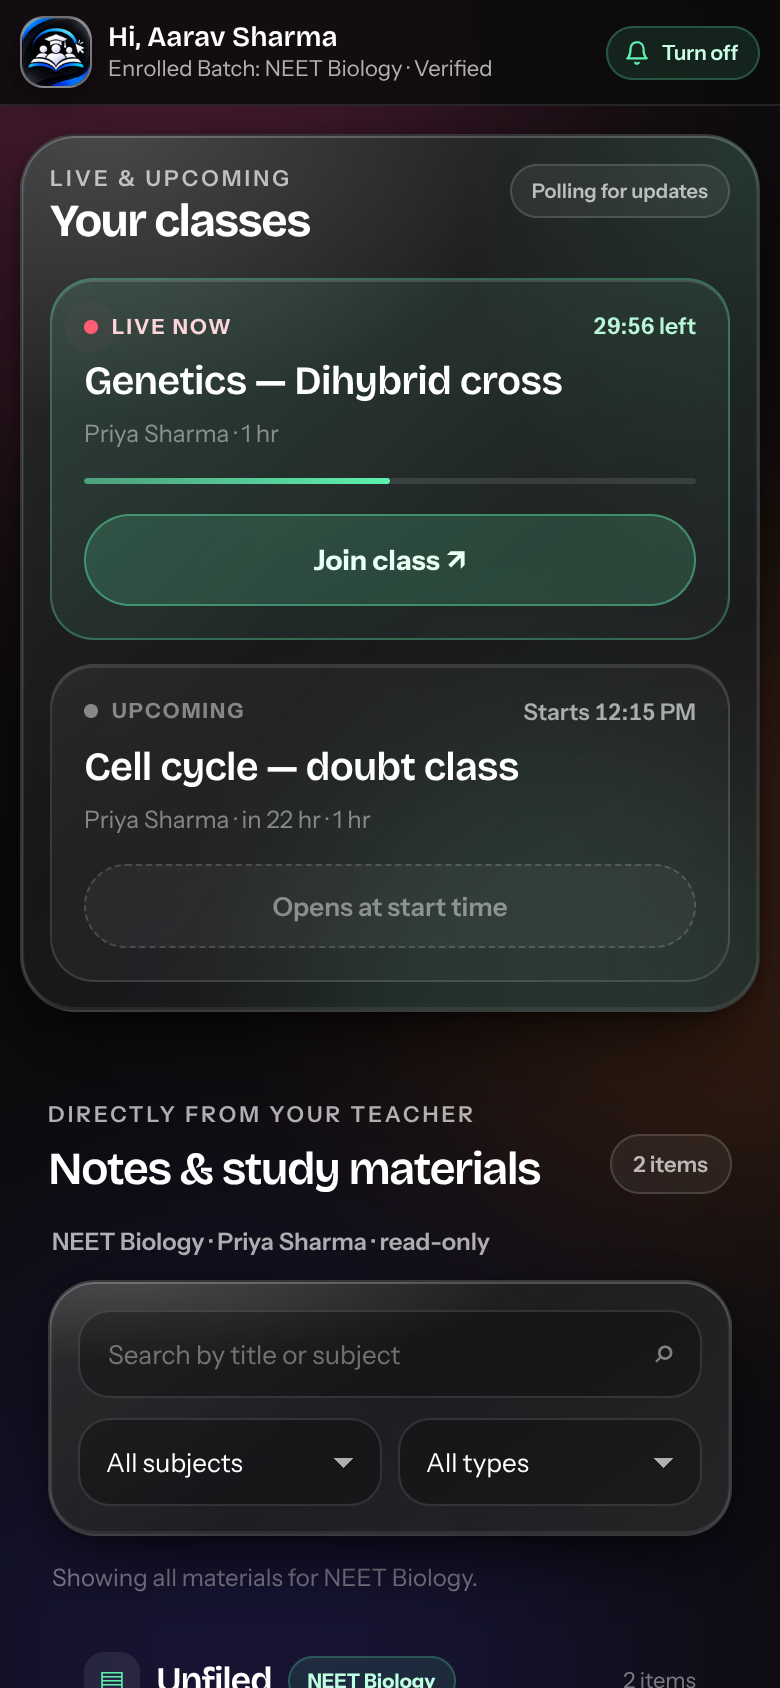 Hi, Aarav Sharma
Enrolled Batch: NEET Biology · Verified
Turn off
LIVE & UPCOMING
Your classes
Polling for updates
LIVE NOW
29:56 left
Genetics — Dihybrid cross
Priya Sharma · 1 hr
Join class ↗
UPCOMING
Starts 12:15 PM
Cell cycle — doubt class
Priya Sharma · in 22 hr · 1 hr
Opens at start time
DIRECTLY FROM YOUR TEACHER
Notes & study materials
2 items
NEET Biology · Priya Sharma · read-only
Search by title or subject
All subjects
All types
Showing all materials for NEET Biology.
Unfiled
NEET Biology
2 items